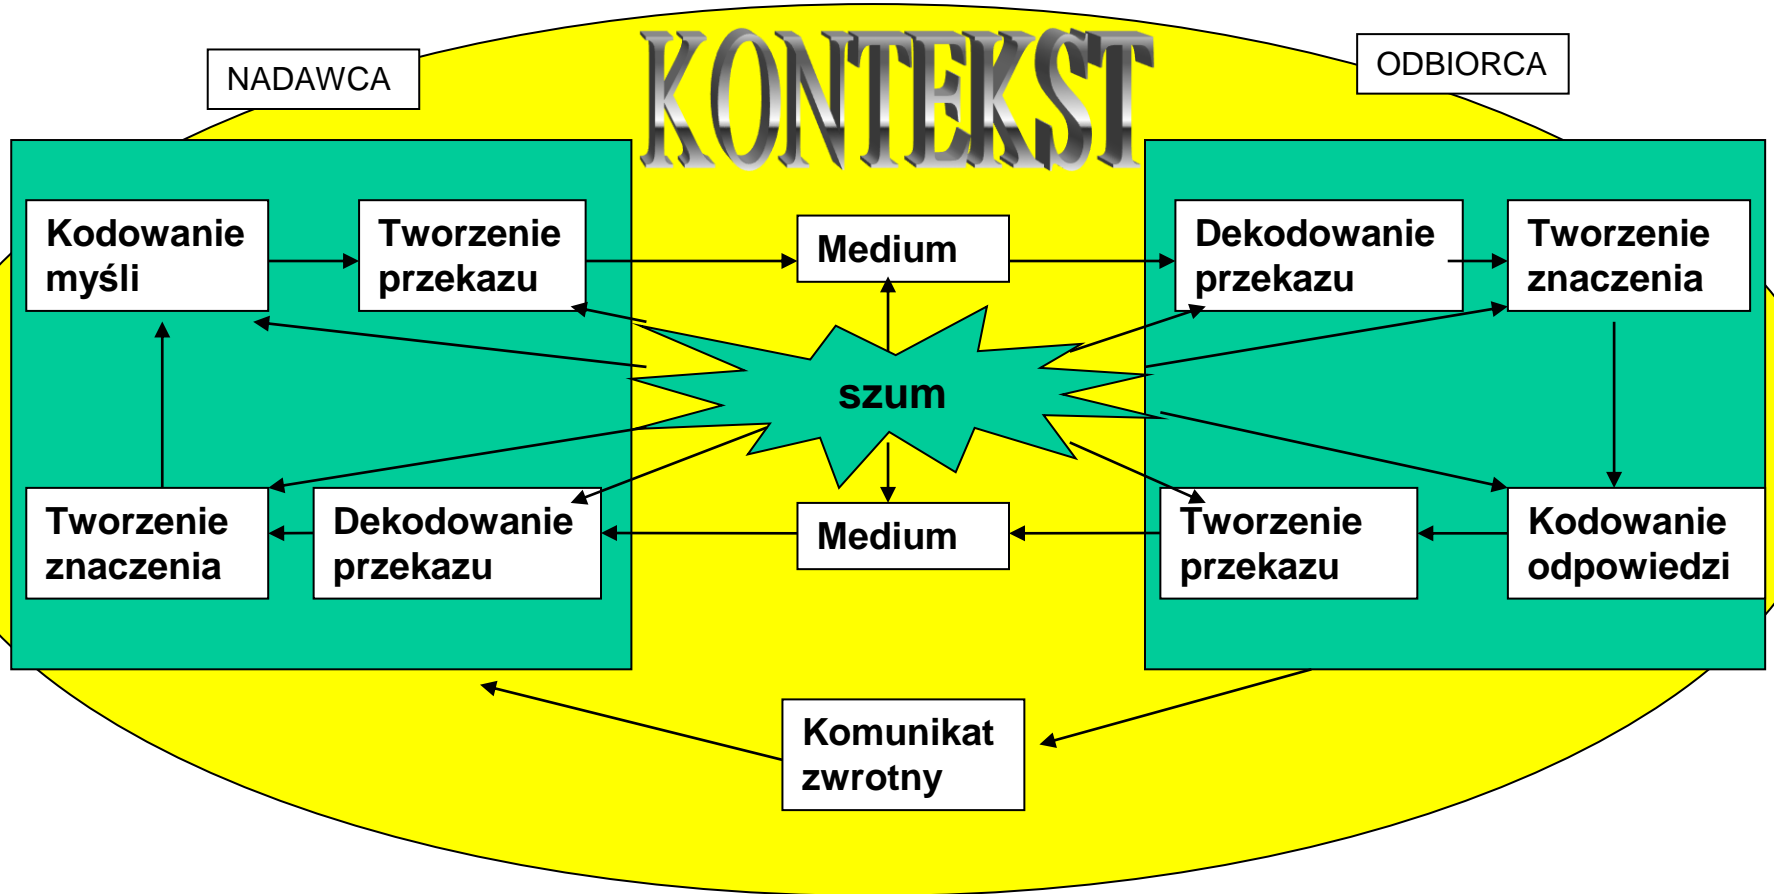 KONTEKST
NADAWCA
ODBIORCA
Kodowanie
myśli
Tworzenie
przekazu
Medium
Dekodowanie
przekazu
Tworzenie
znaczenia
szum
Tworzenie
znaczenia
Dekodowanie
przekazu
Medium
Tworzenie
przekazu
Kodowanie
odpowiedzi
Komunikat
zwrotny